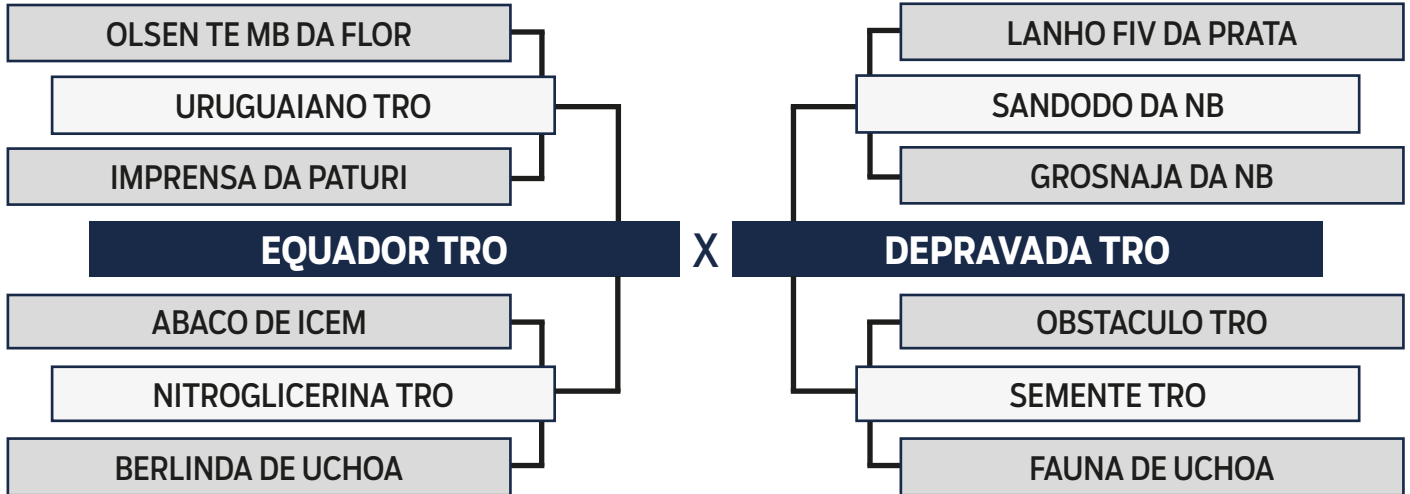 OLSEN TE MB DA FLOR
URUGUAIANO TRO
IMPRENSA DA PATURI
EQUADOR TRO
ABACO DE ICEM
NITROGLICERINA TRO
BERLINDA DE UCHOA
X
LANHO FIV DA PRATA
SANDODO DA NB
GROSNAJA DA NB
DEPRAVADA TRO
OBSTACULO TRO
SEMENTE TRO
FAUNA DE UCHOA